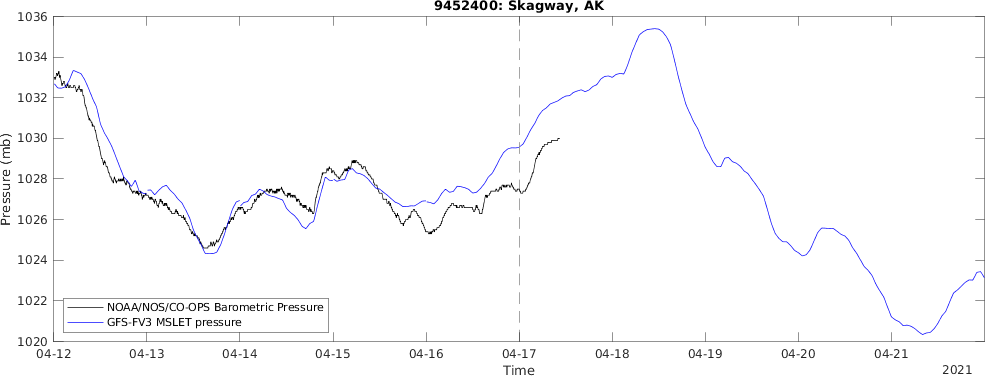 9452400: Skagway, AK
Pressure (mb)
1036
1034
1032
1030
1028
1026
1024
1022
1020
NOAA/NOS/CO-OPS Barometric Pressure
GFS-FV3 MSLET pressure
04-12 04-13 04-14 04-15 04-16 04-17 04-18 04-19 04-20 04-21
Time
2021